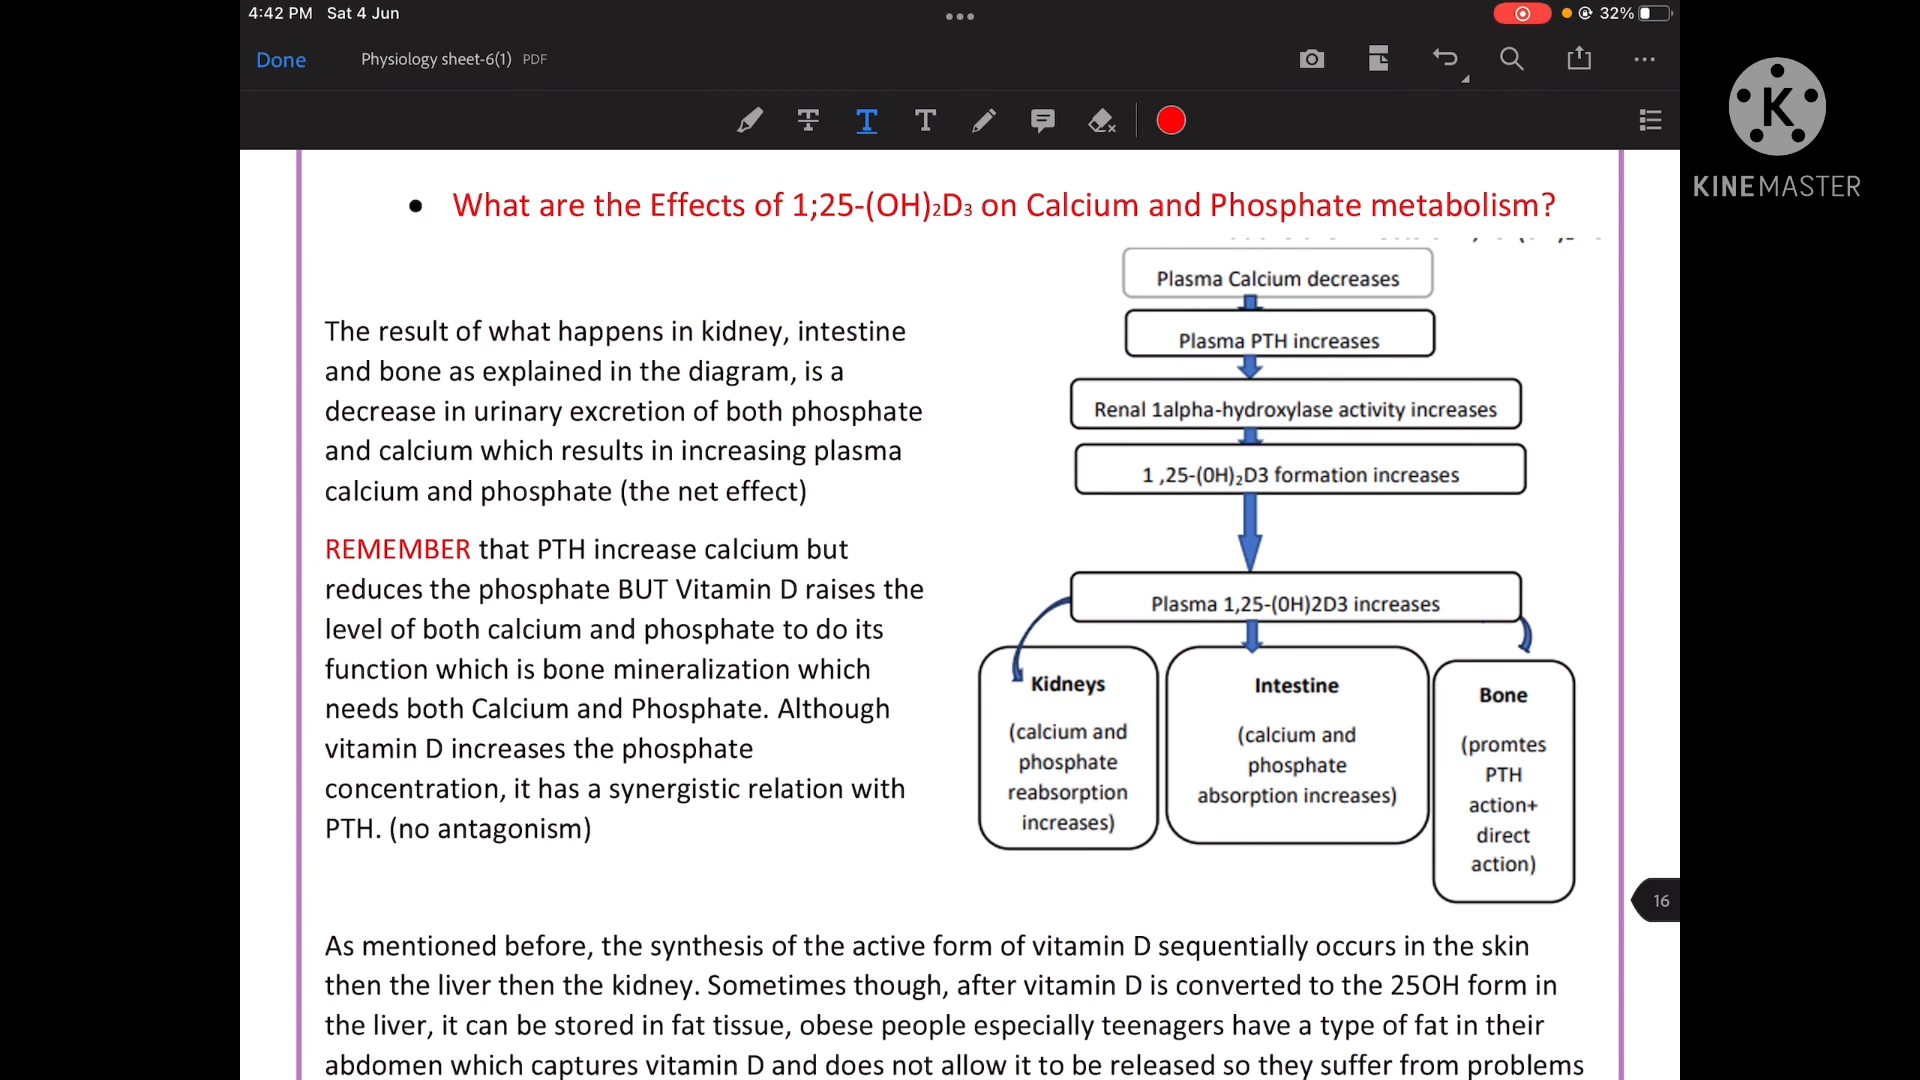 4:42 PM Sat 4 Jun
32%
Done
Physiology sheet-6(1) PDF
K
KINEMASTER
• What are the Effects of 1;25-(OH)₂D₃ on Calcium and Phosphate metabolism?
The result of what happens in kidney, intestine
and bone as explained in the diagram, is a
decrease in urinary excretion of both phosphate
and calcium which results in increasing plasma
calcium and phosphate (the net effect)
REMEMBER that PTH increase calcium but
reduces the phosphate BUT Vitamin D raises the
level of both calcium and phosphate to do its
function which is bone mineralization which
needs both Calcium and Phosphate. Although
vitamin D increases the phosphate
concentration, it has a synergistic relation with
PTH. (no antagonism)
Plasma Calcium decreases
Plasma PTH increases
Renal 1alpha-hydroxylase activity increases
1 ,25-(0H)₂D3 formation increases
Plasma 1,25-(0H)2D3 increases
Kidneys
(calcium and
phosphate
reabsorption
increases)
Intestine
(calcium and
phosphate
absorption increases)
Bone
(promtes
PTH
action+
direct
action)
16
As mentioned before, the synthesis of the active form of vitamin D sequentially occurs in the skin
then the liver then the kidney. Sometimes though, after vitamin D is converted to the 25OH form in
the liver, it can be stored in fat tissue, obese people especially teenagers have a type of fat in their
abdomen which captures vitamin D and does not allow it to be released so they suffer from problems